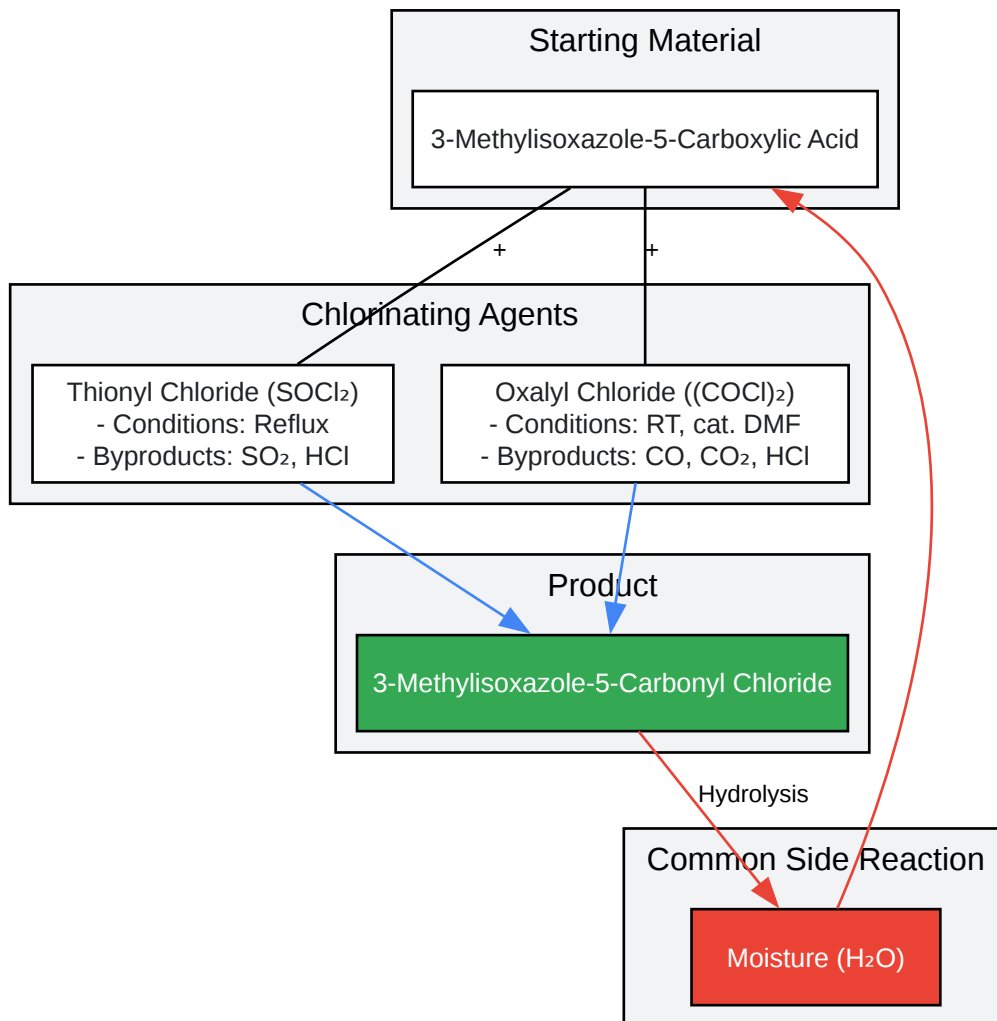 Starting Material
3-Methylisoxazole-5-Carboxylic Acid
+
+
Chlorinating Agents
Thionyl Chloride (SOCl₂)
- Conditions: Reflux
- Byproducts: SO₂, HCl
Oxalyl Chloride ((COCl)₂)
- Conditions: RT, cat. DMF
- Byproducts: CO, CO₂, HCl
Product
3-Methylisoxazole-5-Carbonyl Chloride
Hydrolysis
Common Side Reaction
Moisture (H₂O)